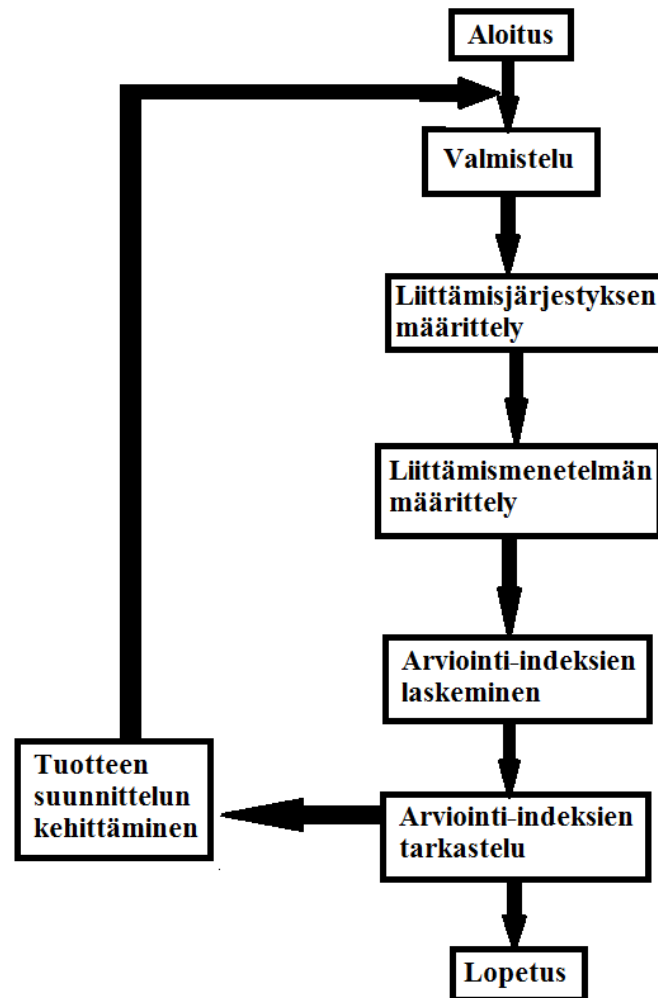 Aloitus
Valmistelu
Liittämisjärjestyksen
määrittely
Liittämismenetelmän
määrittely
Arviointi-indeksien
laskeminen
Tuotteen
suunnittelun
kehittäminen
Arviointi-indeksien
tarkastelu
Lopetus